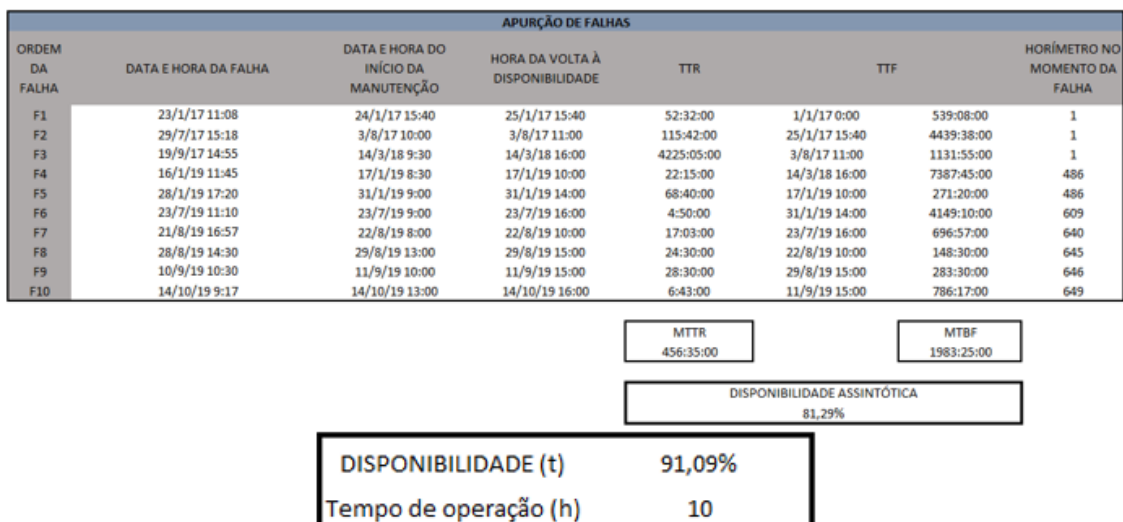 APURÇÃO DE FALHAS
ORDEM DA FALHA DATA E HORA DA FALHA DATA E HORA DO INÍCIO DA MANUTENÇÃO HORA DA VOLTA À DISPONIBILIDADE TTR TTF HORÍMETRO NO MOMENTO DA FALHA
F1 23/1/17 11:08 24/1/17 15:40 25/1/17 15:40 52:32:00 1/1/17 0:00 539:08:00 1
F2 29/7/17 15:18 3/8/17 10:00 3/8/17 11:00 115:42:00 25/1/17 15:40 4439:38:00 1
F3 19/9/17 14:55 14/3/18 9:30 14/3/18 16:00 4225:05:00 3/8/17 11:00 1131:55:00 1
F4 16/1/19 11:45 17/1/19 8:30 17/1/19 10:00 22:15:00 14/3/18 16:00 7387:45:00 486
F5 28/1/19 17:20 31/1/19 9:00 31/1/19 14:00 68:40:00 17/1/19 10:00 271:20:00 486
F6 23/7/19 11:10 23/7/19 9:00 23/7/19 16:00 4:50:00 31/1/19 14:00 4149:10:00 609
F7 21/8/19 16:57 22/8/19 8:00 22/8/19 10:00 17:03:00 23/7/19 16:00 696:57:00 640
F8 28/8/19 14:30 29/8/19 13:00 29/8/19 15:00 24:30:00 22/8/19 10:00 148:30:00 645
F9 10/9/19 10:30 11/9/19 10:00 11/9/19 15:00 28:30:00 29/8/19 15:00 283:30:00 646
F10 14/10/19 9:17 14/10/19 13:00 14/10/19 16:00 6:43:00 11/9/19 15:00 786:17:00 649
MTTR MTBF
456:35:00 1983:25:00
DISPONIBILIDADE ASSINTÓTICA
81,29%
DISPONIBILIDADE (t) 91,09%
Tempo de operação (h) 10